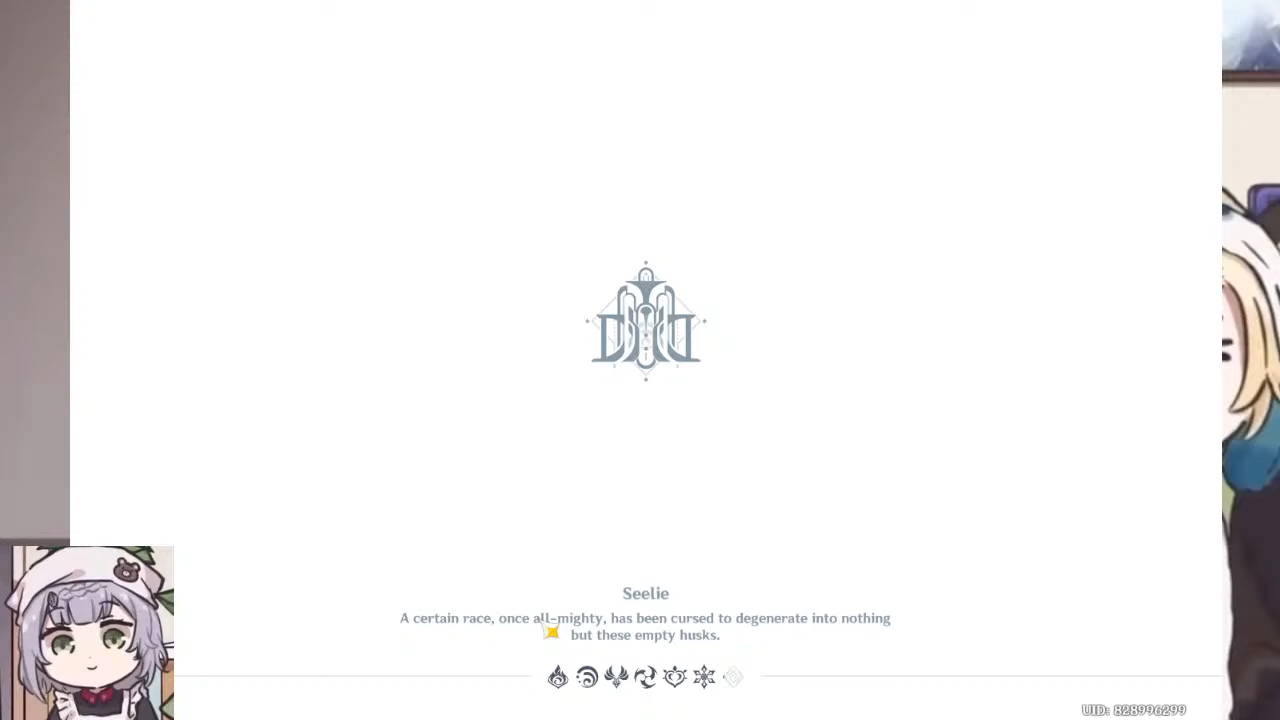 Seelie
A certain race, once all-mighty, has been cursed to degenerate into nothing
but these empty husks.
UID: 828996299